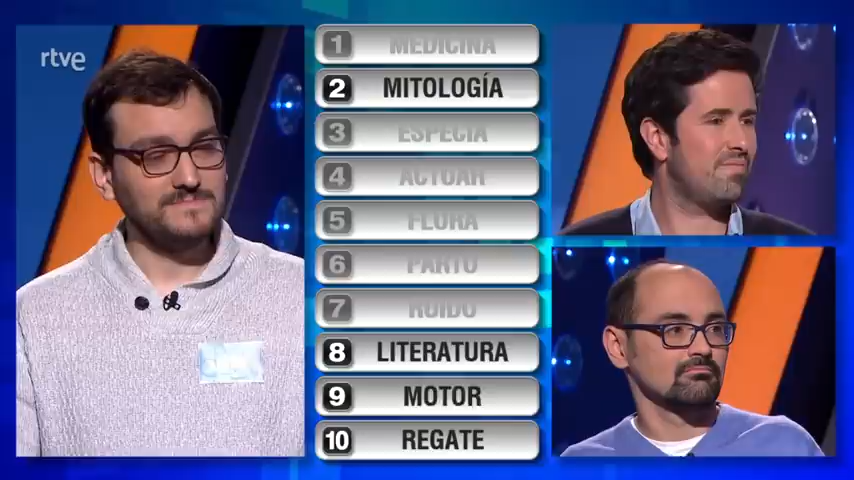 rtve
1 MEDICINA
2 MITOLOGÍA
3 ESPECIA
4 ACTUAR
5 FLORA
6 PARTO
7 RUIDO
8 LITERATURA
9 MOTOR
10 REGATE